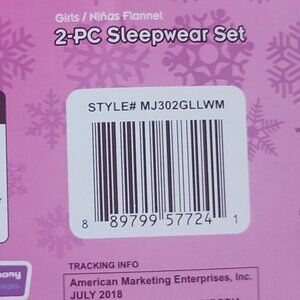 Girls / Niñas Flannel
2-PC Sleepwear Set
STYLE# MJ302GLLWM
8 89799 57724 1
TRACKING INFO
American Marketing Enterprises, Inc.
JULY 2018